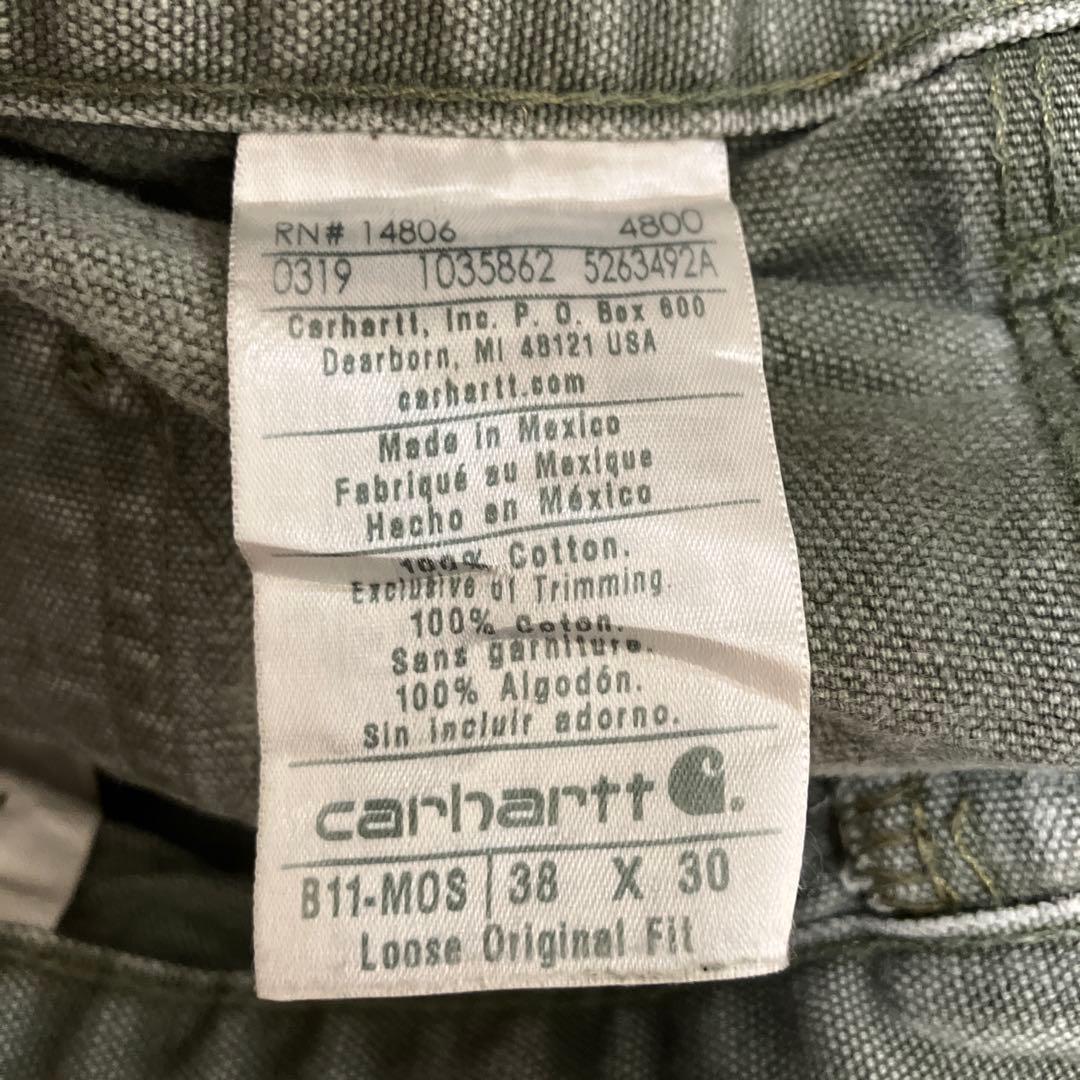 RN# 14806 4800
0319 1035862 5263492A
Carhartt, Inc. P. O. Box 600
Dearborn, MI 48121 USA
carhartt.com
Made in Mexico
Fabriqué au Mexique
Hecho en México
100% Cotton.
Exclusive of Trimming.
100% Coton.
Sans garniture.
100% Algodón.
Sin incluir adorno.
carhartt
B11-MOS 38 X 30
Loose Original Fit